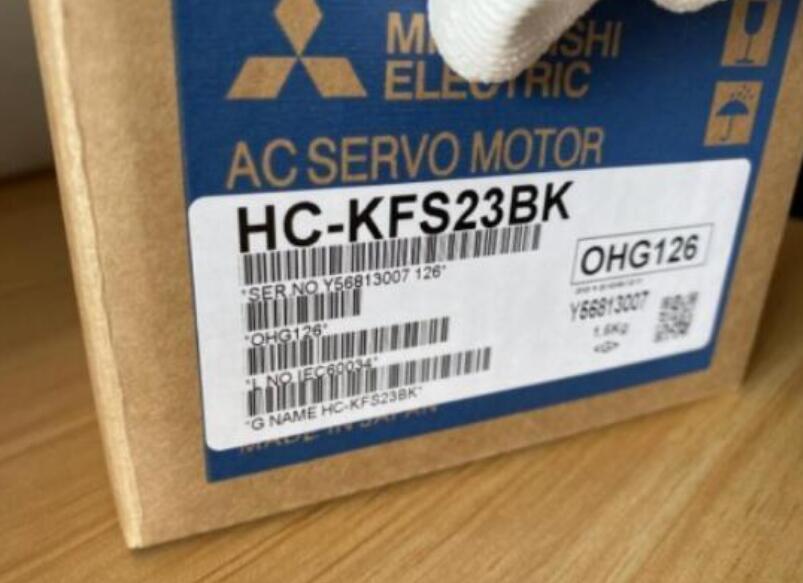 ELECTRIC
AC SERVO MOTOR
HC-KFS23BK
*SER.NO.Y56813007 126*
*OHG126*
*L NO IEC60034*
*G NAME HC-KFS23BK*
OHG126
Y56813007
1.6Kg
<G>
MADE IN JAPAN